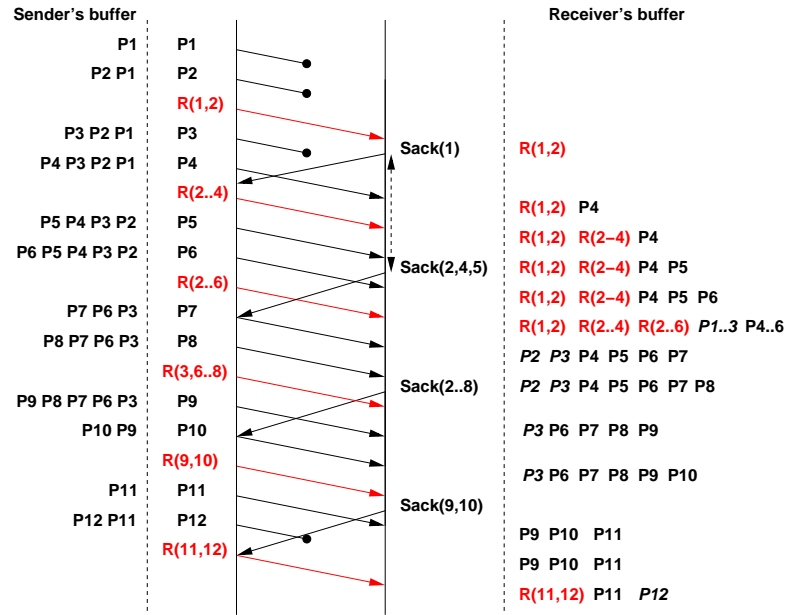 Sender's buffer Receiver's buffer
P1 P1
P2 P1 P2
R(1,2)
P3 P2 P1 P3
Sack(1) R(1,2)
P4 P3 P2 P1 P4
R(2..4)
R(1,2) P4
P5 P4 P3 P2 P5
R(1,2) R(2–4) P4
P6 P5 P4 P3 P2 P6
Sack(2,4,5) R(1,2) R(2–4) P4 P5
R(2..6)
R(1,2) R(2–4) P4 P5 P6
P7 P6 P3 P7
R(1,2) R(2..4) R(2..6) P1..3 P4..6
P8 P7 P6 P3 P8
P2 P3 P4 P5 P6 P7
R(3,6..8)
Sack(2..8) P2 P3 P4 P5 P6 P7 P8
P9 P8 P7 P6 P3 P9
P10 P9 P10 P3 P6 P7 P8 P9
R(9,10)
P3 P6 P7 P8 P9 P10
P11 P11
Sack(9,10)
P12 P11 P12
P9 P10 P11
R(11,12)
P9 P10 P11
R(11,12) P11 P12